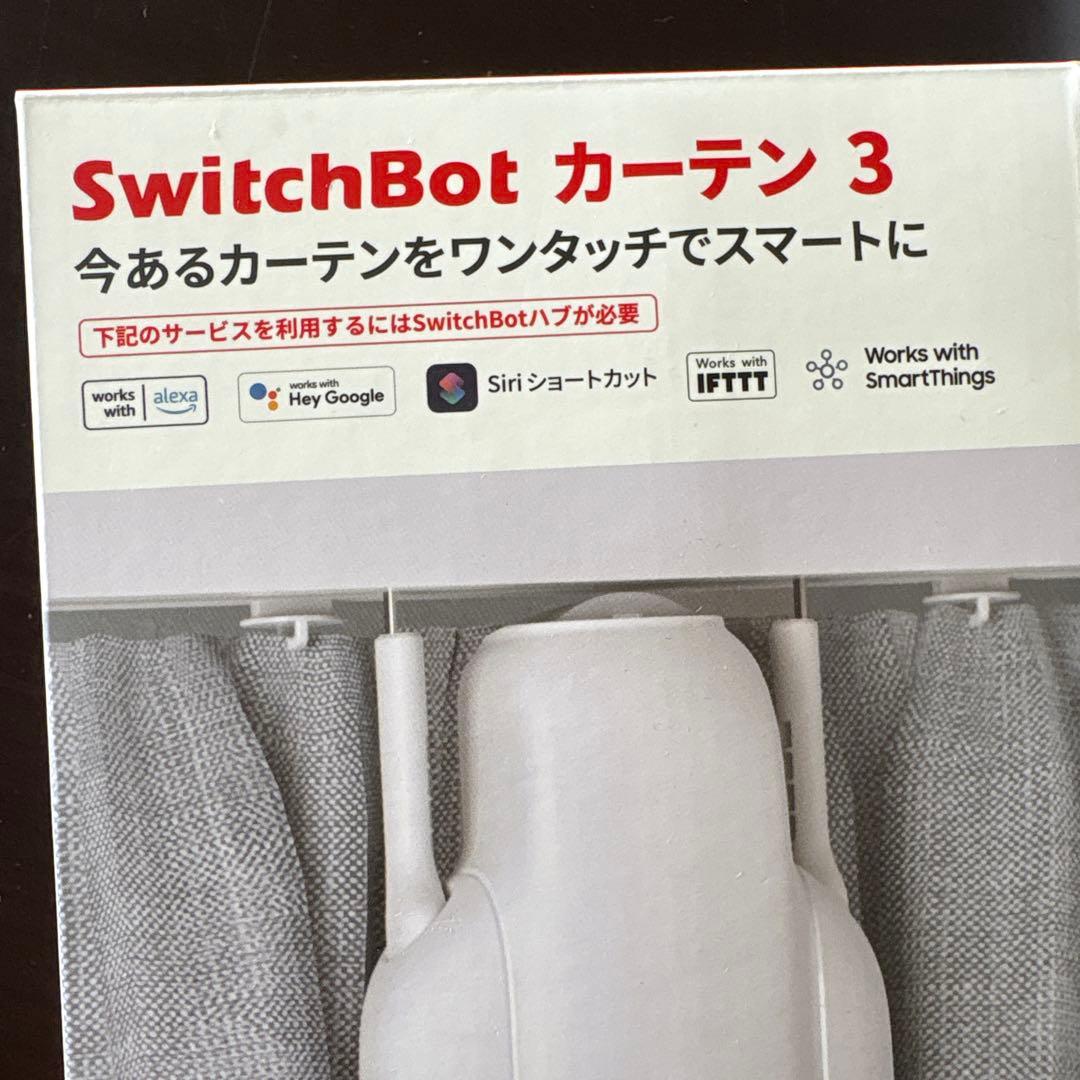 SwitchBot カーテン 3
今あるカーテンをワンタッチでスマートに
下記のサービスを利用するにはSwitchBotハブが必要
works with alexa
works with
Hey Google
Siri ショートカット
Works with
IFTTT
Works with
SmartThings